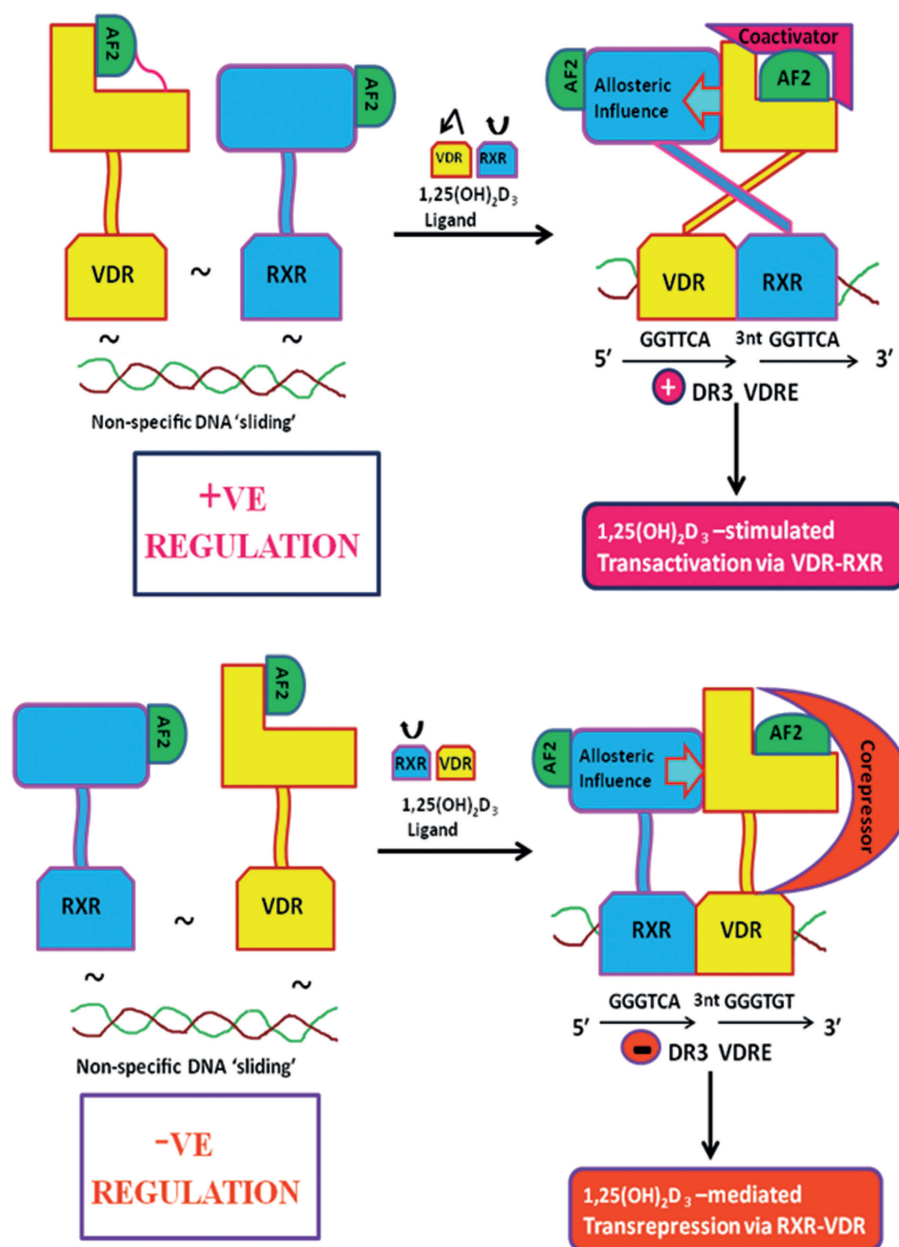 AF2
AF2
VDR
~
RXR
~
~
Non-specific DNA ‘sliding’
VDR RXR
1,25(OH)₂D₃
Ligand
Coactivator
AF2
AF2
Allosteric
Influence
VDR
RXR
GGTTCA 3nt GGTTCA
5’ 3’
+ DR3 VDRE
+VE
REGULATION
1,25(OH)₂D₃ –stimulated
Transactivation via VDR-RXR
AF2
AF2
RXR
~
VDR
~
~
Non-specific DNA ‘sliding’
RXR VDR
1,25(OH)₂D₃
Ligand
AF2
AF2
Allosteric
Influence
Corepressor
RXR
VDR
GGGTCA 3nt GGGTGT
5’ 3’
- DR3 VDRE
-VE
REGULATION
1,25(OH)₂D₃ –mediated
Transrepression via RXR-VDR